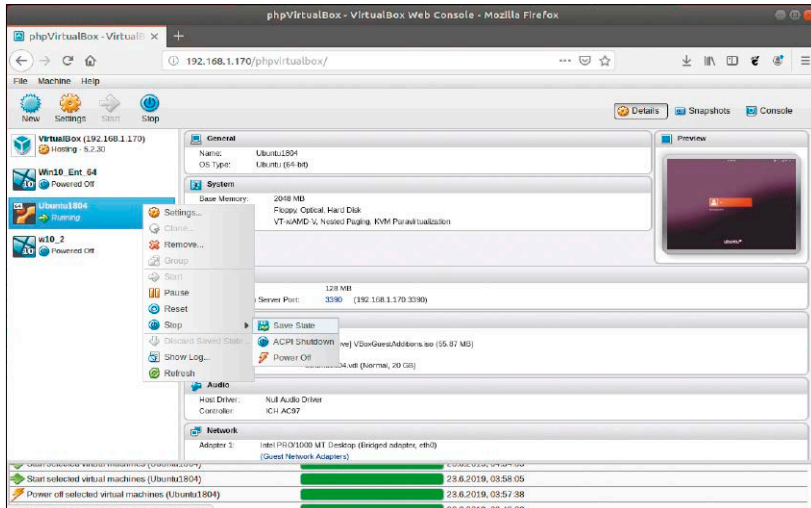 phpVirtualBox - VirtualBox Web Console - Mozilla Firefox
phpVirtualBox - VirtualB
192.168.1.170/phpvirtualbox/
File Machine Help
New Settings Start Stop
Details Snapshots Console
VirtualBox (192.168.1.170)
Hosting - 5.2.30
Win10_Ent_64
Powered Off
Ubuntu1804
Running
w10_2
Powered Off
General
Name: Ubuntu1804
OS Type: Ubuntu (64-bit)
System
Base Memory: 2048 MB
Floppy, Optical, Hard Disk
VT-x/AMD-V, Nested Paging, KVM Paravirtualization
Preview
Settings...
Clone...
Remove...
Group
Start
Pause
Reset
Stop
Discard Saved State...
Show Log...
Refresh
Save State
ACPI Shutdown
Power Off
128 MB
Server Port: 3390 (192.168.1.170:3390)
VBoxGuestAdditions.iso (55.87 MB)
(Normal, 20 GB)
Audio
Host Driver: Null Audio Driver
Controller: ICH AC97
Network
Adapter 1: Intel PRO/1000 MT Desktop (Bridged adapter, eth0)
(Guest Network Adapters)
Start selected virtual machines (Ubuntu1804)
Start selected virtual machines (Ubuntu1804) 23.6.2019, 03:58:05
Power off selected virtual machines (Ubuntu1804) 23.6.2019, 03:57:38